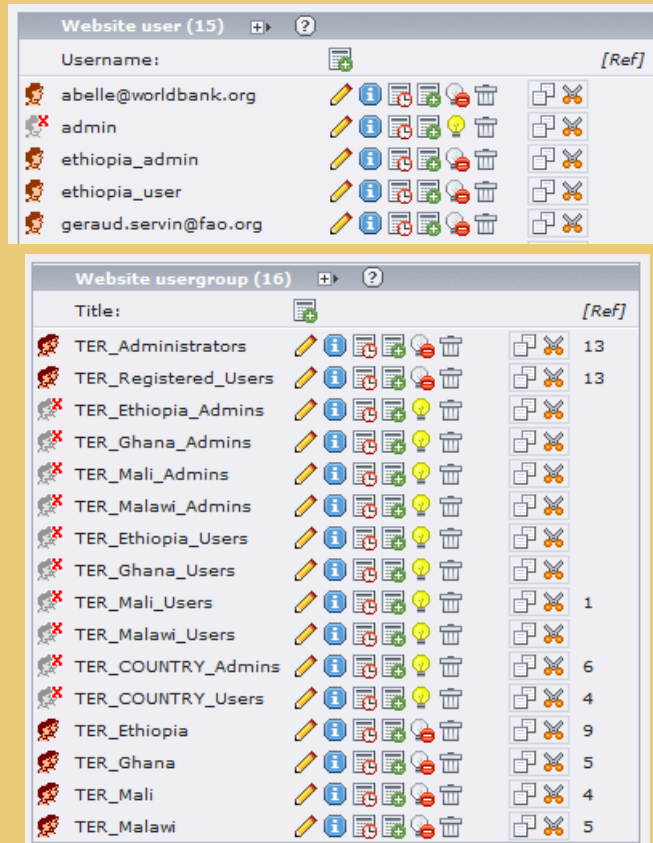 Website user (15)
Username: [Ref]
abelle@worldbank.org
admin
ethiopia_admin
ethiopia_user
geraud.servin@fao.org
Website usergroup (16)
Title: [Ref]
TER_Administrators 13
TER_Registered_Users 13
TER_Ethiopia_Admins
TER_Ghana_Admins
TER_Mali_Admins
TER_Malawi_Admins
TER_Ethiopia_Users
TER_Ghana_Users
TER_Mali_Users 1
TER_Malawi_Users
TER_COUNTRY_Admins 6
TER_COUNTRY_Users 4
TER_Ethiopia 9
TER_Ghana 5
TER_Mali 4
TER_Malawi 5